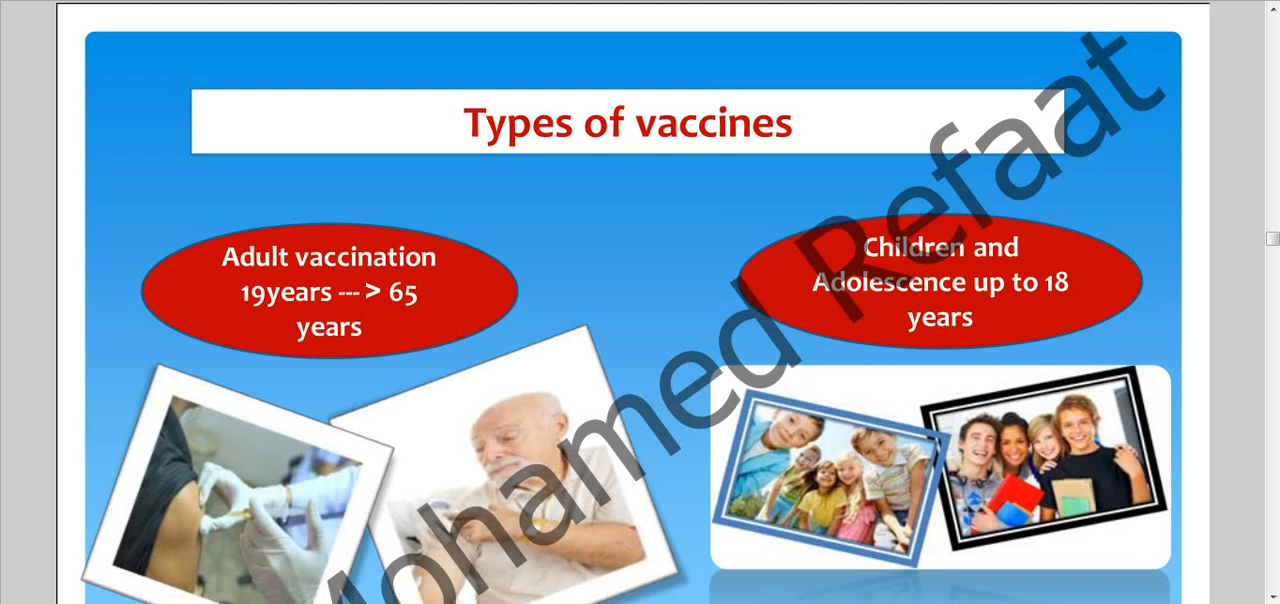 Types of vaccines
Adult vaccination
19years --- > 65
years
Children and
Adolescence up to 18
years
Mohamed Refaat